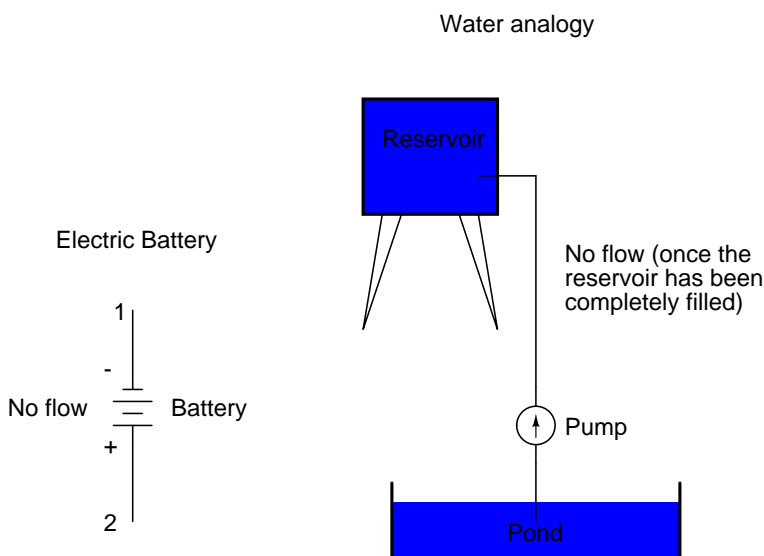 Water analogy
Reservoir
Electric Battery
No flow (once the
reservoir has been
completely filled)
1
-
No flow
Battery
+
Pump
2
Pond